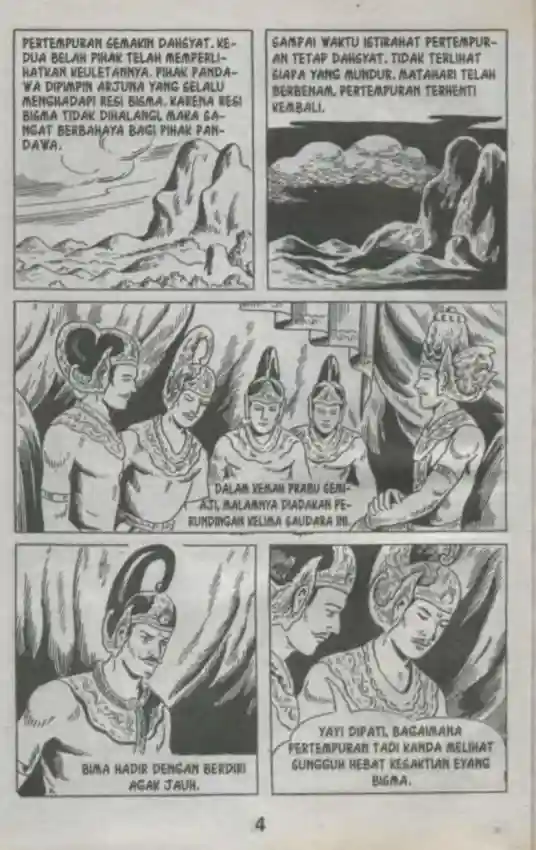 PERTEMPURAN SEMAKIN DAHSYAT. KE-
DUA BELAH PIHAK TELAH MEMPERLI-
HATKAN KEULETANNYA. PIHAK PANDA-
WA DIPIMPIN ARJUNA YANG SELALU
MENGHADAPI RESI BISMA. KARENA RESI
BISMA TIDAK DIHALANGI, MAKA SA-
NGAT BERBAHAYA BAGI PIHAK PAN-
DAWA.
SAMPAI WAKTU ISTIRAHAT PERTEMPUR-
AN TETAP DAHSYAT. TIDAK TERLIHAT
SIAPA YANG MUNDUR. MATAHARI TELAH
BERBENAM. PERTEMPURAN TERHENTI
KEMBALI.
DALAM KEMAH PRABU SEMI-
AJI, MALAMNYA DIADAKAN PE-
RUNDINGAN KELIMA SAUDARA INI.
BIMA HADIR DENGAN BERDIRI
AGAK JAUH.
YAYI DIPATI, BAGAIMANA
PERTEMPURAN TADI KANDA MELIHAT
SUNGGUH HEBAT KESAKTIAN EYANG
BISMA.
4